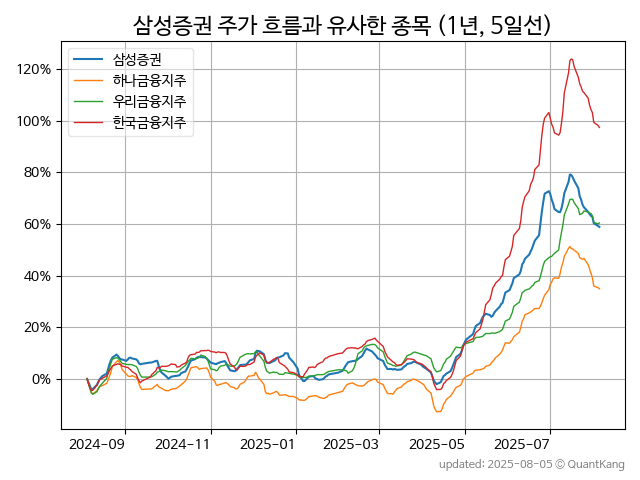 삼성증권 주가 흐름과 유사한 종목 (1년, 5일선)
삼성증권
하나금융지주
우리금융지주
한국금융지주
120%
100%
80%
60%
40%
20%
0%
2024-09 2024-11 2025-01 2025-03 2025-05 2025-07
updated: 2025-08-05 © QuantKang